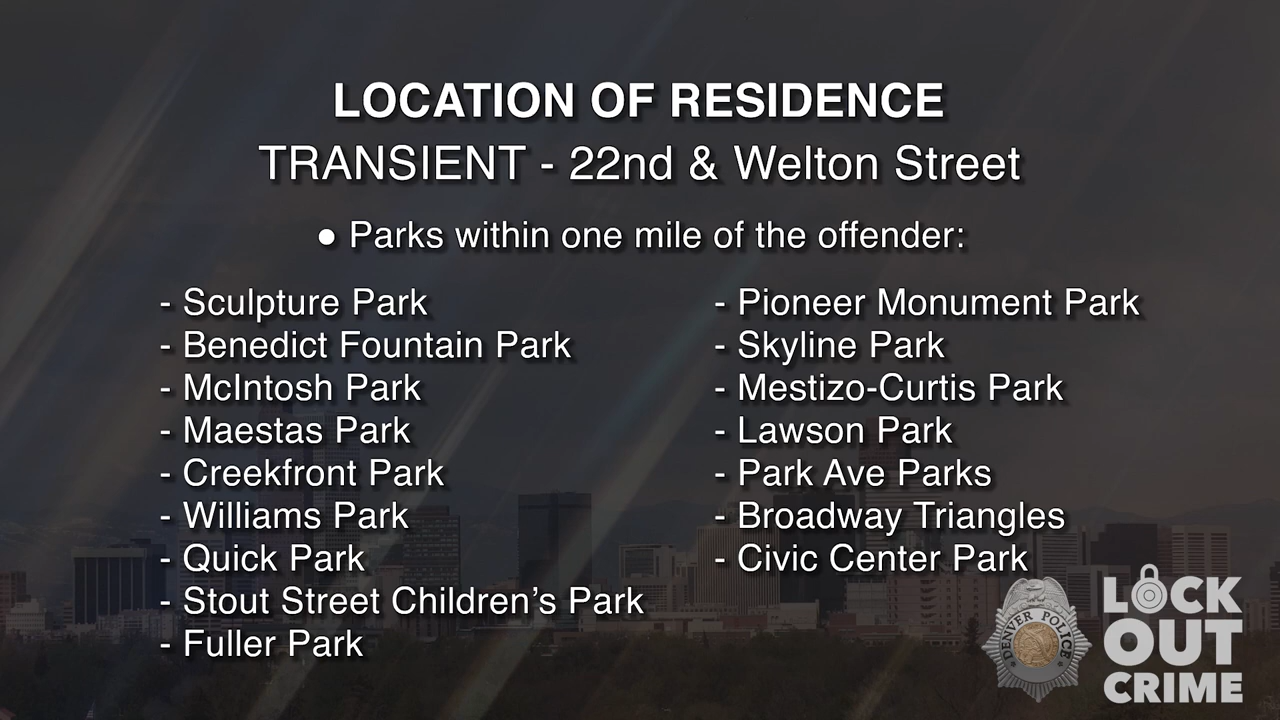 LOCATION OF RESIDENCE
TRANSIENT - 22nd & Welton Street
● Parks within one mile of the offender:
- Sculpture Park
- Benedict Fountain Park
- McIntosh Park
- Maestas Park
- Creekfront Park
- Williams Park
- Quick Park
- Stout Street Children’s Park
- Fuller Park
- Pioneer Monument Park
- Skyline Park
- Mestizo-Curtis Park
- Lawson Park
- Park Ave Parks
- Broadway Triangles
- Civic Center Park
DENVER POLICE
LOCK
OUT
CRIME